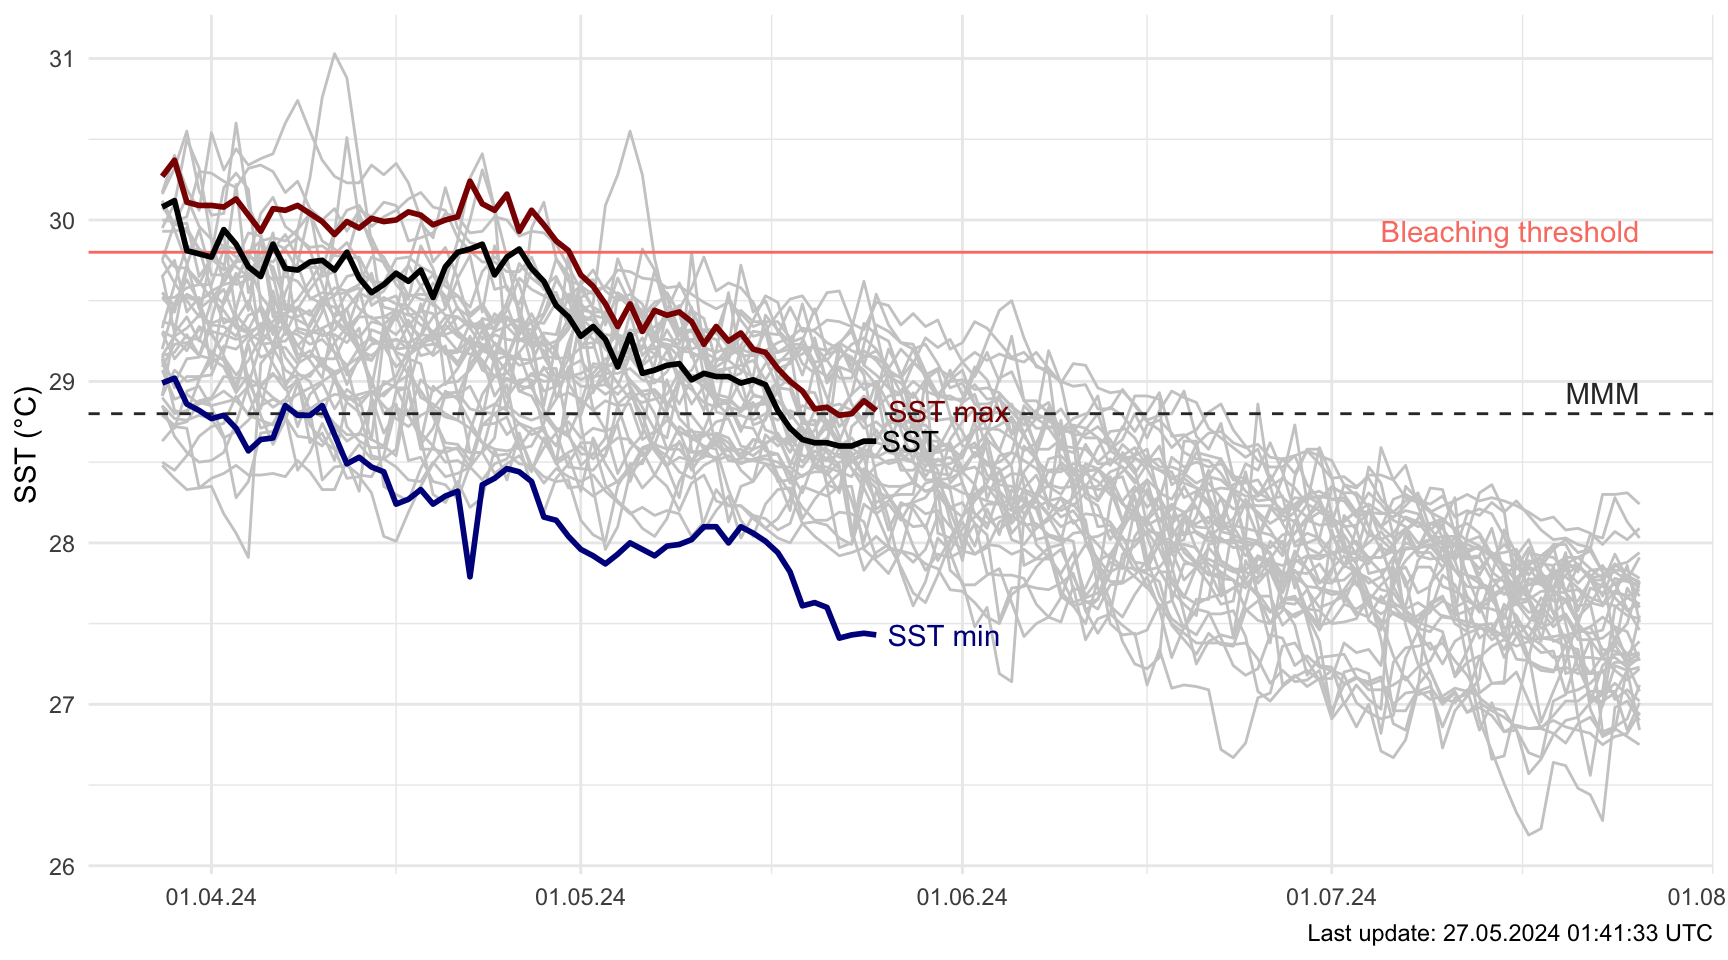 31
30
29
28
27
26
SST (°C)
Bleaching threshold
MMM
SST max
SST
SST min
01.04.24
01.05.24
01.06.24
01.07.24
01.08
Last update: 27.05.2024 01:41:33 UTC